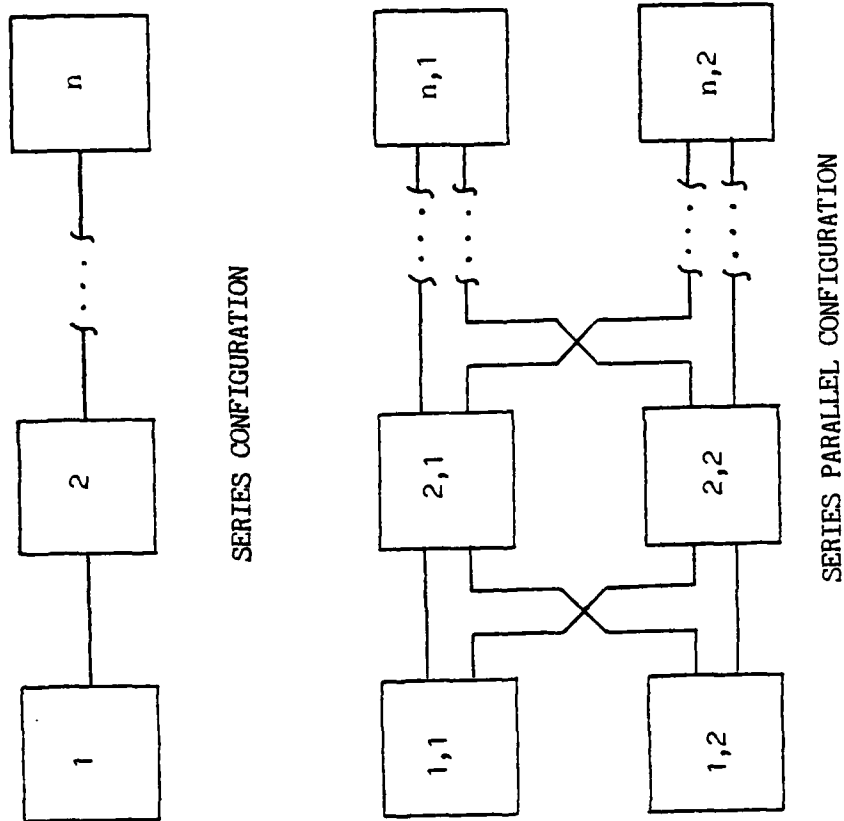 1
2
. . . .
n
SERIES CONFIGURATION
1,1
2,1
. . . .
. . . .
n,1
1,2
2,2
. . . .
. . . .
n,2
SERIES PARALLEL CONFIGURATION